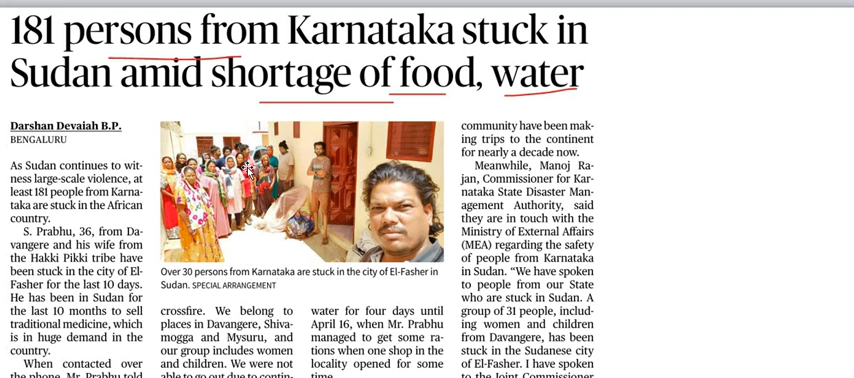 181 persons from Karnataka stuck in
Sudan amid shortage of food, water
Darshan Devaiah B.P.
BENGALURU
As Sudan continues to wit-
ness large-scale violence, at
least 181 people from Karna-
taka are stuck in the African
country.
S. Prabhu, 36, from Da-
vangere and his wife from
the Hakki Pikki tribe have
been stuck in the city of El-
Fasher for the last 10 days.
He has been in Sudan for
the last 10 months to sell
traditional medicine, which
is in huge demand in the
country.
When contacted over
the phone, Mr. Prabhu told
Over 30 persons from Karnataka are stuck in the city of El-Fasher in
Sudan. SPECIAL ARRANGEMENT
crossfire. We belong to
places in Davangere, Shiva-
mogga and Mysuru, and
our group includes women
and children. We were not
able to go out due to contin-
water for four days until
April 16, when Mr. Prabhu
managed to get some ra-
tions when one shop in the
locality opened for some
time.
community have been mak-
ing trips to the continent
for nearly a decade now.
Meanwhile, Manoj Ra-
jan, Commissioner for Kar-
nataka State Disaster Man-
agement Authority, said
they are in touch with the
Ministry of External Affairs
(MEA) regarding the safety
of people from Karnataka
in Sudan. “We have spoken
to people from our State
who are stuck in Sudan. A
group of 31 people, includ-
ing women and children
from Davangere, has been
stuck in the Sudanese city
of El-Fasher. I have spoken
to the Joint Commissioner